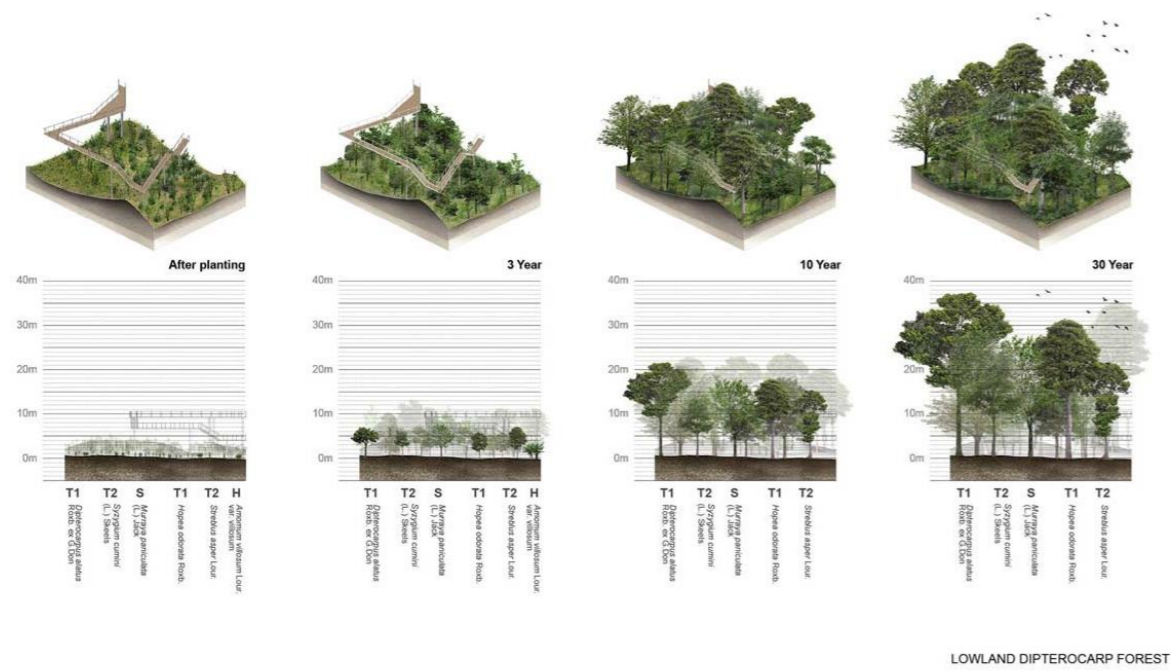 After planting
40m
30m
20m
10m
0m
T1 T2 S T1 T2 H
Dipterocarpus alatus
Roxb. ex G.Don
Syzygium cumini
(L.) Skeels
Murraya paniculata
(L.) Jack
Hopea odorata Roxb.
Streblus asper Lour.
Amomum villosum Lour.
var. villosum
3 Year
40m
30m
20m
10m
0m
T1 T2 S T1 T2 H
Dipterocarpus alatus
Roxb. ex G.Don
Syzygium cumini
(L.) Skeels
Murraya paniculata
(L.) Jack
Hopea odorata Roxb.
Streblus asper Lour.
Amomum villosum Lour.
var. villosum
10 Year
40m
30m
20m
10m
0m
T1 T2 S T1 T2
Dipterocarpus alatus
Roxb. ex G.Don
Syzygium cumini
(L.) Skeels
Murraya paniculata
(L.) Jack
Hopea odorata Roxb.
Streblus asper Lour.
30 Year
40m
30m
20m
10m
0m
T1 T2 S T1 T2
Dipterocarpus alatus
Roxb. ex G.Don
Syzygium cumini
(L.) Skeels
Murraya paniculata
(L.) Jack
Hopea odorata Roxb.
Streblus asper Lour.
LOWLAND DIPTEROCARP FOREST